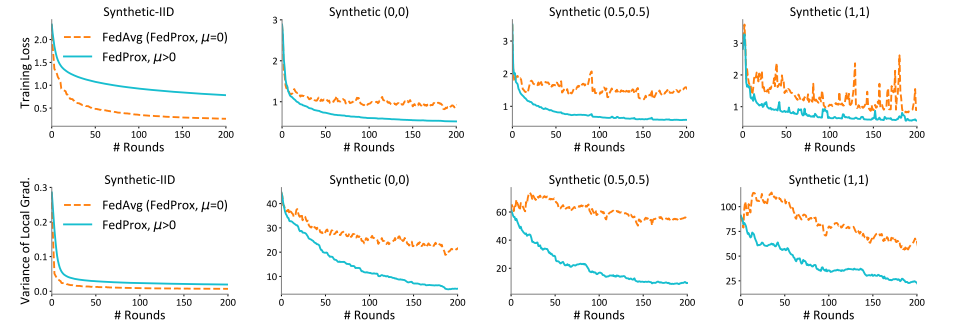 Synthetic-IID
Synthetic (0,0)
Synthetic (0.5,0.5)
Synthetic (1,1)
Training Loss
2.0
1.5
1.0
0.5
FedAvg (FedProx, μ=0)
FedProx, μ>0
0 50 100 150 200
# Rounds
3
2
1
0 50 100 150 200
# Rounds
3
2
1
0 50 100 150 200
# Rounds
3
2
1
0 50 100 150 200
# Rounds
Synthetic-IID
Synthetic (0,0)
Synthetic (0.5,0.5)
Synthetic (1,1)
Variance of Local Grad.
0.3
0.2
0.1
0.0
FedAvg (FedProx, μ=0)
FedProx, μ>0
0 50 100 150 200
# Rounds
40
30
20
10
0 50 100 150 200
# Rounds
60
40
20
0 50 100 150 200
# Rounds
100
75
50
25
0 50 100 150 200
# Rounds